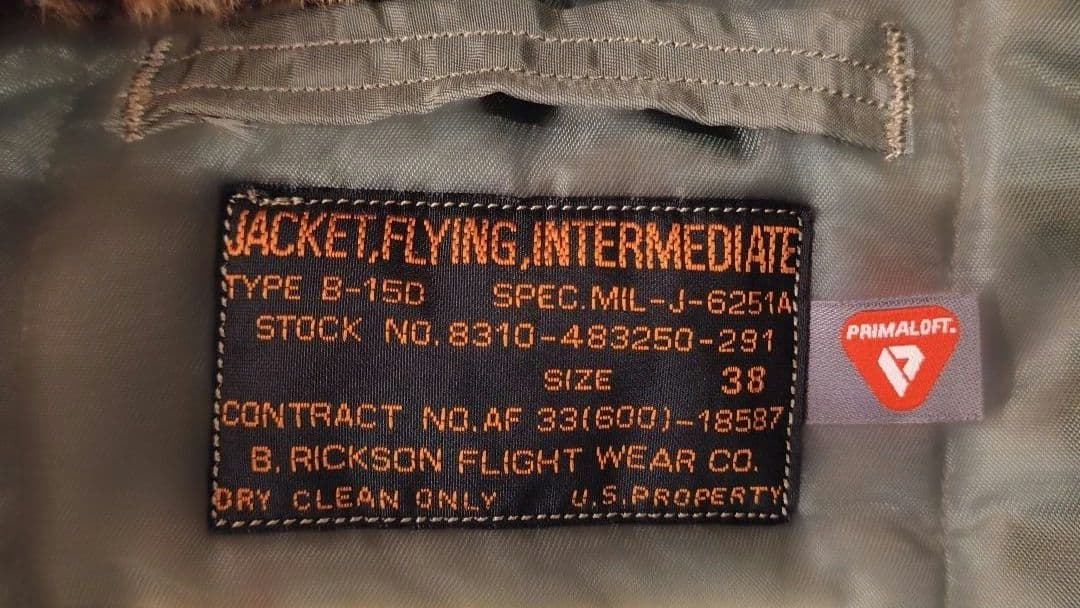 JACKET,FLYING,INTERMEDIATE
TYPE B-15D SPEC.MIL-J-6251A
STOCK NO.8310-483250-291
SIZE 38
CONTRACT NO.AF 33(600)-18587
B.RICKSON FLIGHT WEAR CO.
DRY CLEAN ONLY U.S.PROPERTY
PRIMALOFT.